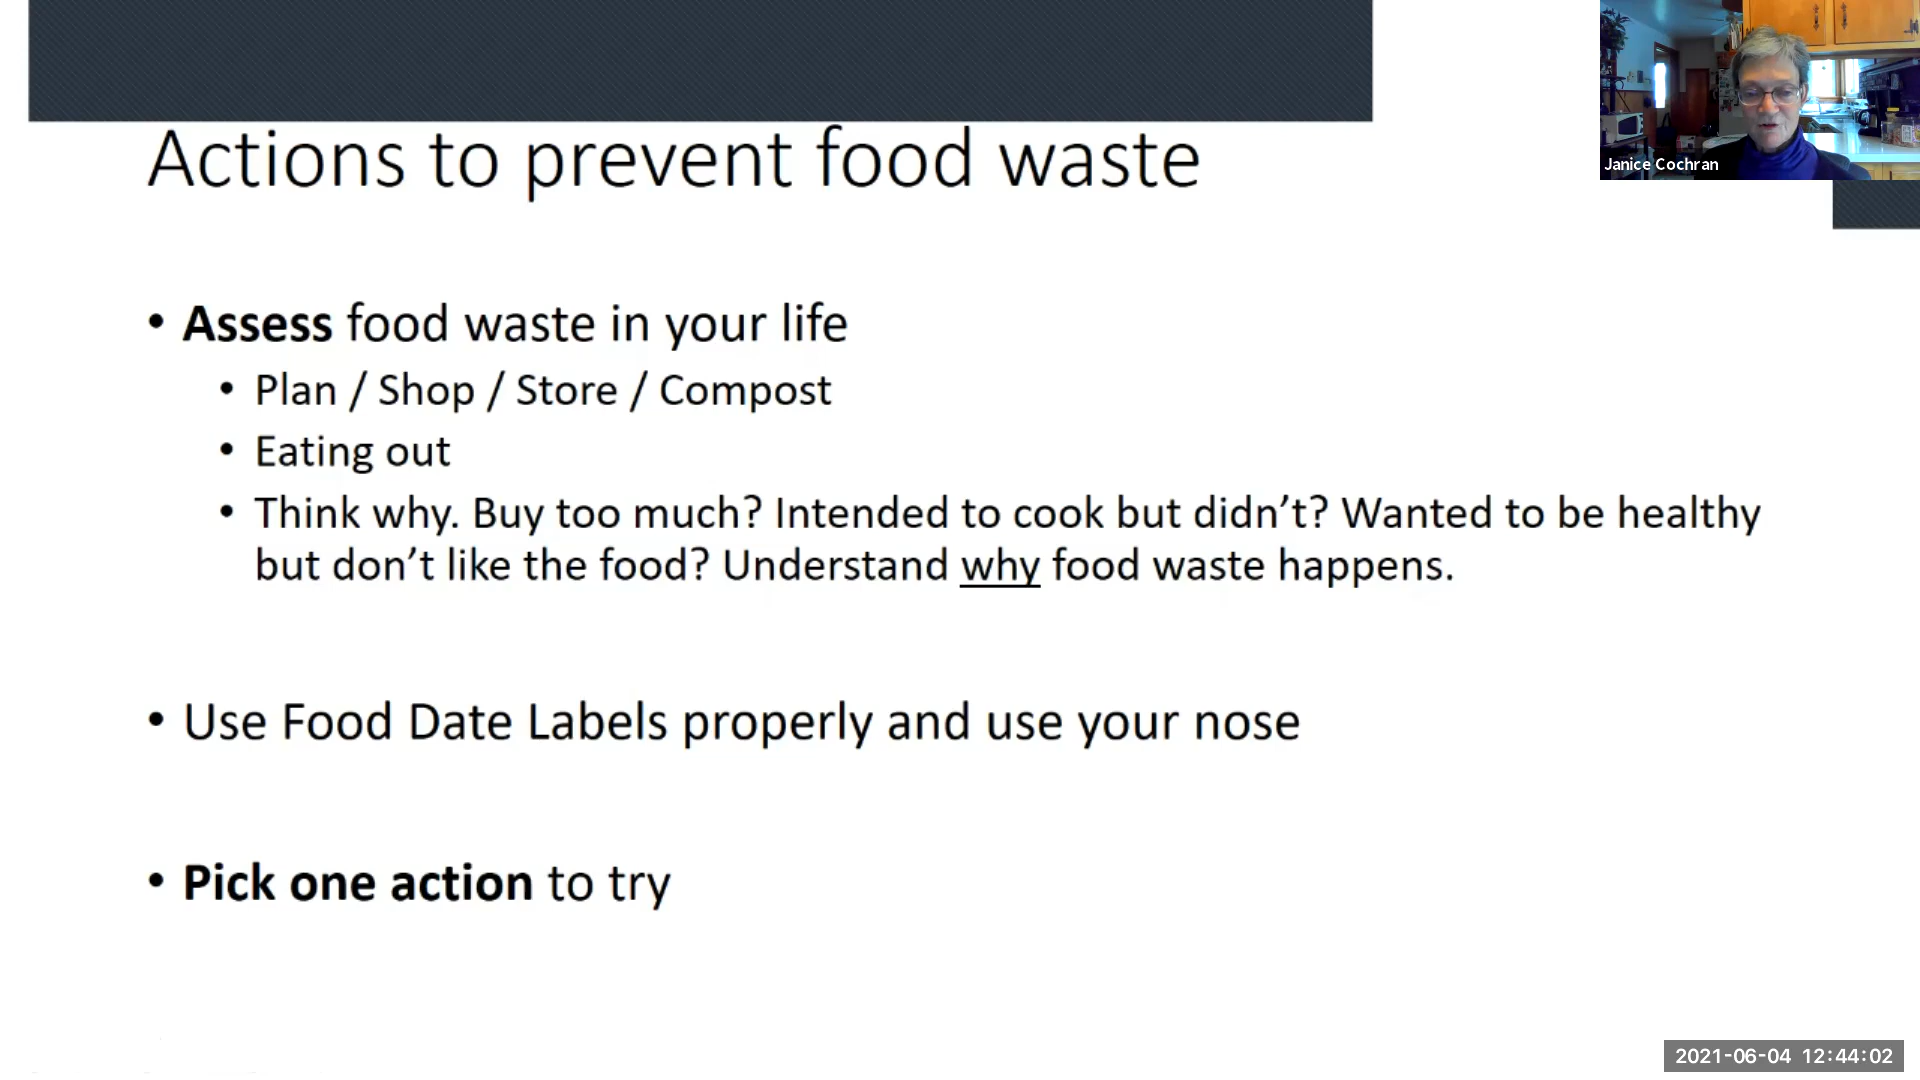 Actions to prevent food waste
Janice Cochran
• Assess food waste in your life
• Plan / Shop / Store / Compost
• Eating out
• Think why. Buy too much? Intended to cook but didn’t? Wanted to be healthy
but don’t like the food? Understand why food waste happens.
• Use Food Date Labels properly and use your nose
• Pick one action to try
2021-06-04 12:44:02